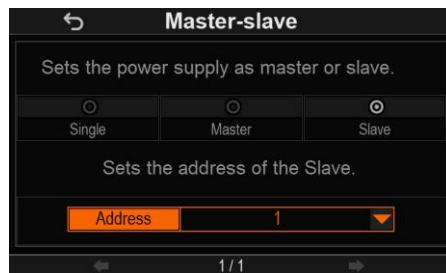 Master-slave
Sets the power supply as master or slave.
Single Master Slave
Sets the address of the Slave.
Address 1
1/1